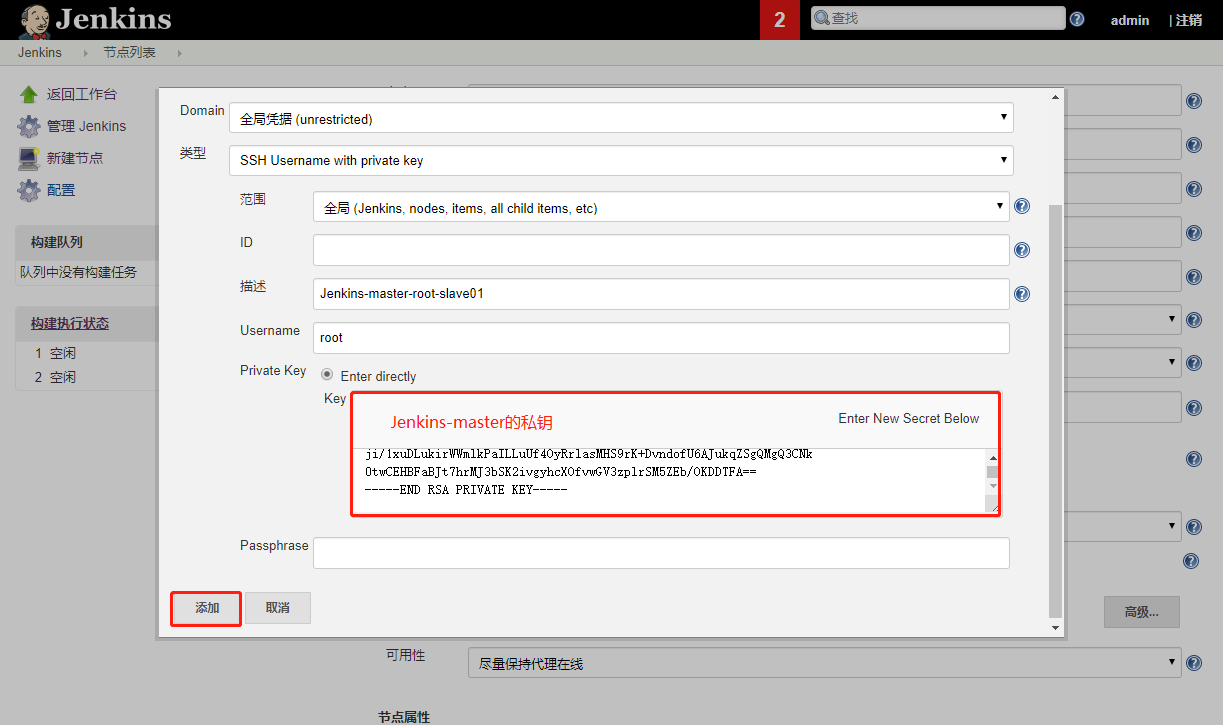 Jenkins
2
查找
admin
| 注销
Jenkins
节点列表
返回工作台
管理 Jenkins
新建节点
配置
构建队列
队列中没有构建任务
构建执行状态
1 空闲
2 空闲
Domain
全局凭据 (unrestricted)
类型
SSH Username with private key
范围
全局 (Jenkins, nodes, items, all child items, etc)
ID
描述
Jenkins-master-root-slave01
Username
root
Private Key
Enter directly
Key
Jenkins-master的私钥
Enter New Secret Below
-----END RSA PRIVATE KEY-----
Passphrase
添加
取消
高级...
可用性
尽量保持代理在线
节点属性